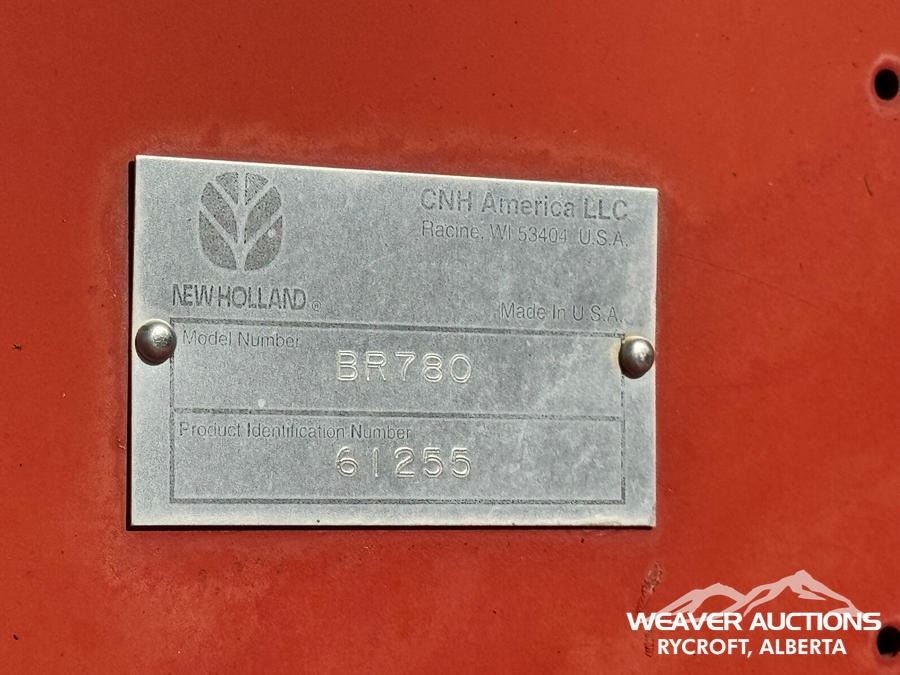 CNH America LLC
Racine, WI 53404 U.S.A.
NEW HOLLAND®
Made In U.S.A.
Model Number
BR780
Product Identification Number
61255
WEAVER AUCTIONS
RYCROFT, ALBERTA